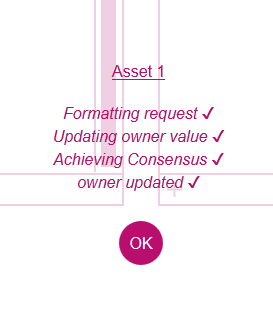 Asset 1
Formatting request ✔
Updating owner value ✔
Achieving Consensus ✔
owner updated ✔
OK